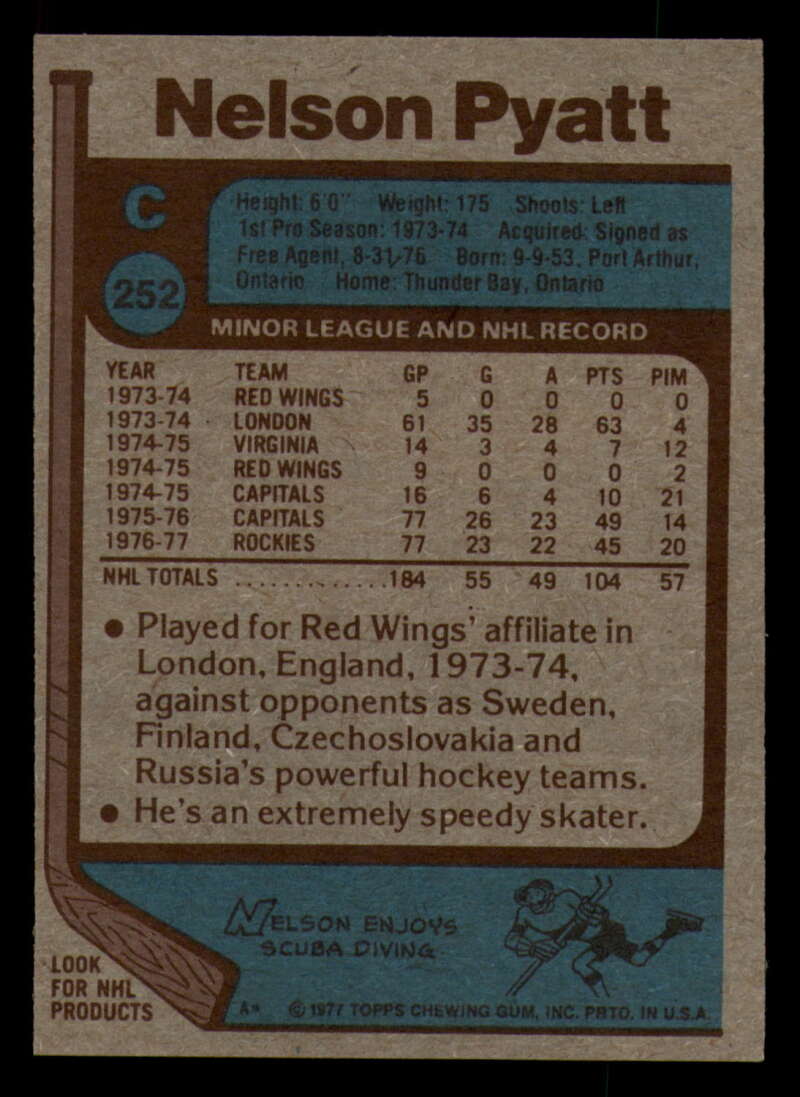 Nelson Pyatt
C
252
Height: 6'0" Weight: 175 Shoots: Left
1st Pro Season: 1973-74 Acquired: Signed as
Free Agent, 8-31-76 Born: 9-9-53, Port Arthur,
Ontario Home: Thunder Bay, Ontario
MINOR LEAGUE AND NHL RECORD
YEAR TEAM GP G A PTS PIM
1973-74 RED WINGS 5 0 0 0 0
1973-74 LONDON 61 35 28 63 4
1974-75 VIRGINIA 14 3 4 7 12
1974-75 RED WINGS 9 0 0 0 2
1974-75 CAPITALS 16 6 4 10 21
1975-76 CAPITALS 77 26 23 49 14
1976-77 ROCKIES 77 23 22 45 20
NHL TOTALS ..............184 55 49 104 57
● Played for Red Wings' affiliate in
London, England, 1973-74,
against opponents as Sweden,
Finland, Czechoslovakia and
Russia's powerful hockey teams.
● He's an extremely speedy skater.
NELSON ENJOYS
SCUBA DIVING
LOOK
FOR NHL
PRODUCTS
A* © 1977 TOPPS CHEWING GUM, INC. PRTD. IN U.S.A.